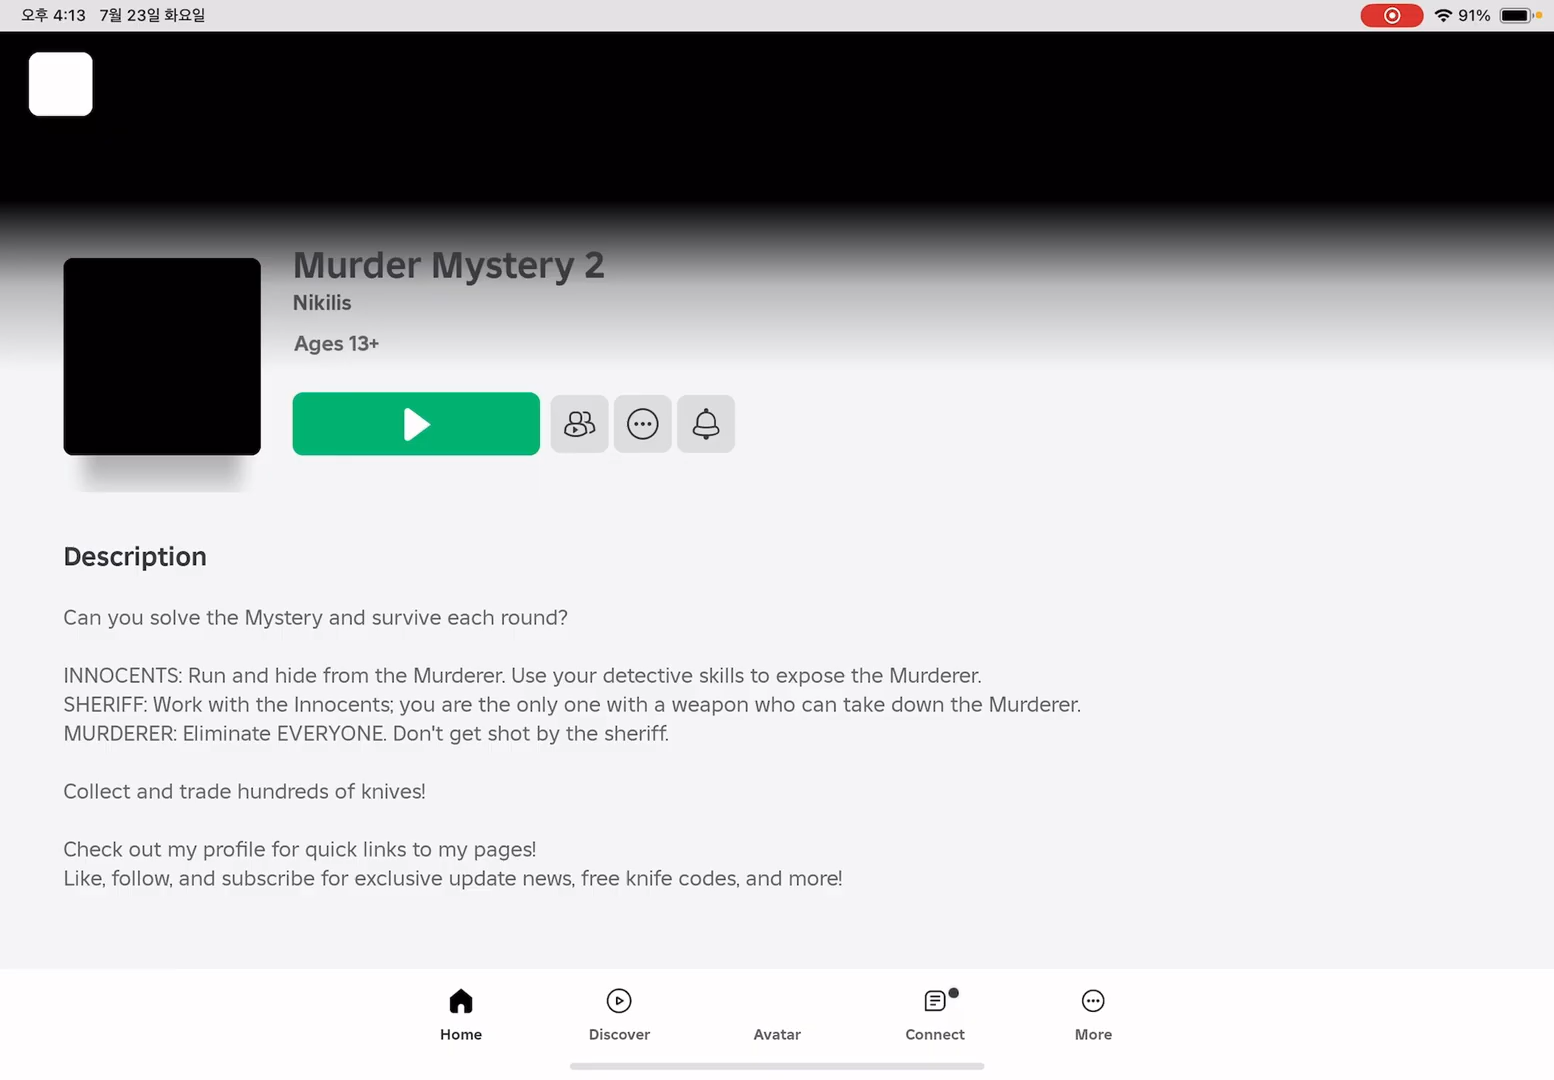 오후 4:13 7월 23일 화요일
91%
Murder Mystery 2
Nikilis
Ages 13+
Description
Can you solve the Mystery and survive each round?
INNOCENTS: Run and hide from the Murderer. Use your detective skills to expose the Murderer.
SHERIFF: Work with the Innocents; you are the only one with a weapon who can take down the Murderer.
MURDERER: Eliminate EVERYONE. Don't get shot by the sheriff.
Collect and trade hundreds of knives!
Check out my profile for quick links to my pages!
Like, follow, and subscribe for exclusive update news, free knife codes, and more!
Home Discover Avatar Connect More